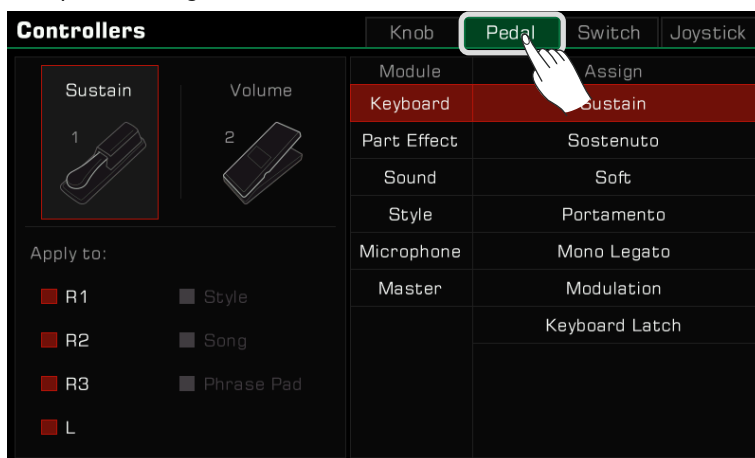 Controllers
Knob
Pedal
Switch
Joystick
Sustain
Volume
1
2
Apply to:
R1
Style
R2
Song
R3
Phrase Pad
L
Module
Assign
Keyboard
Sustain
Part Effect
Sostenuto
Sound
Soft
Style
Portamento
Microphone
Mono Legato
Master
Modulation
Keyboard Latch